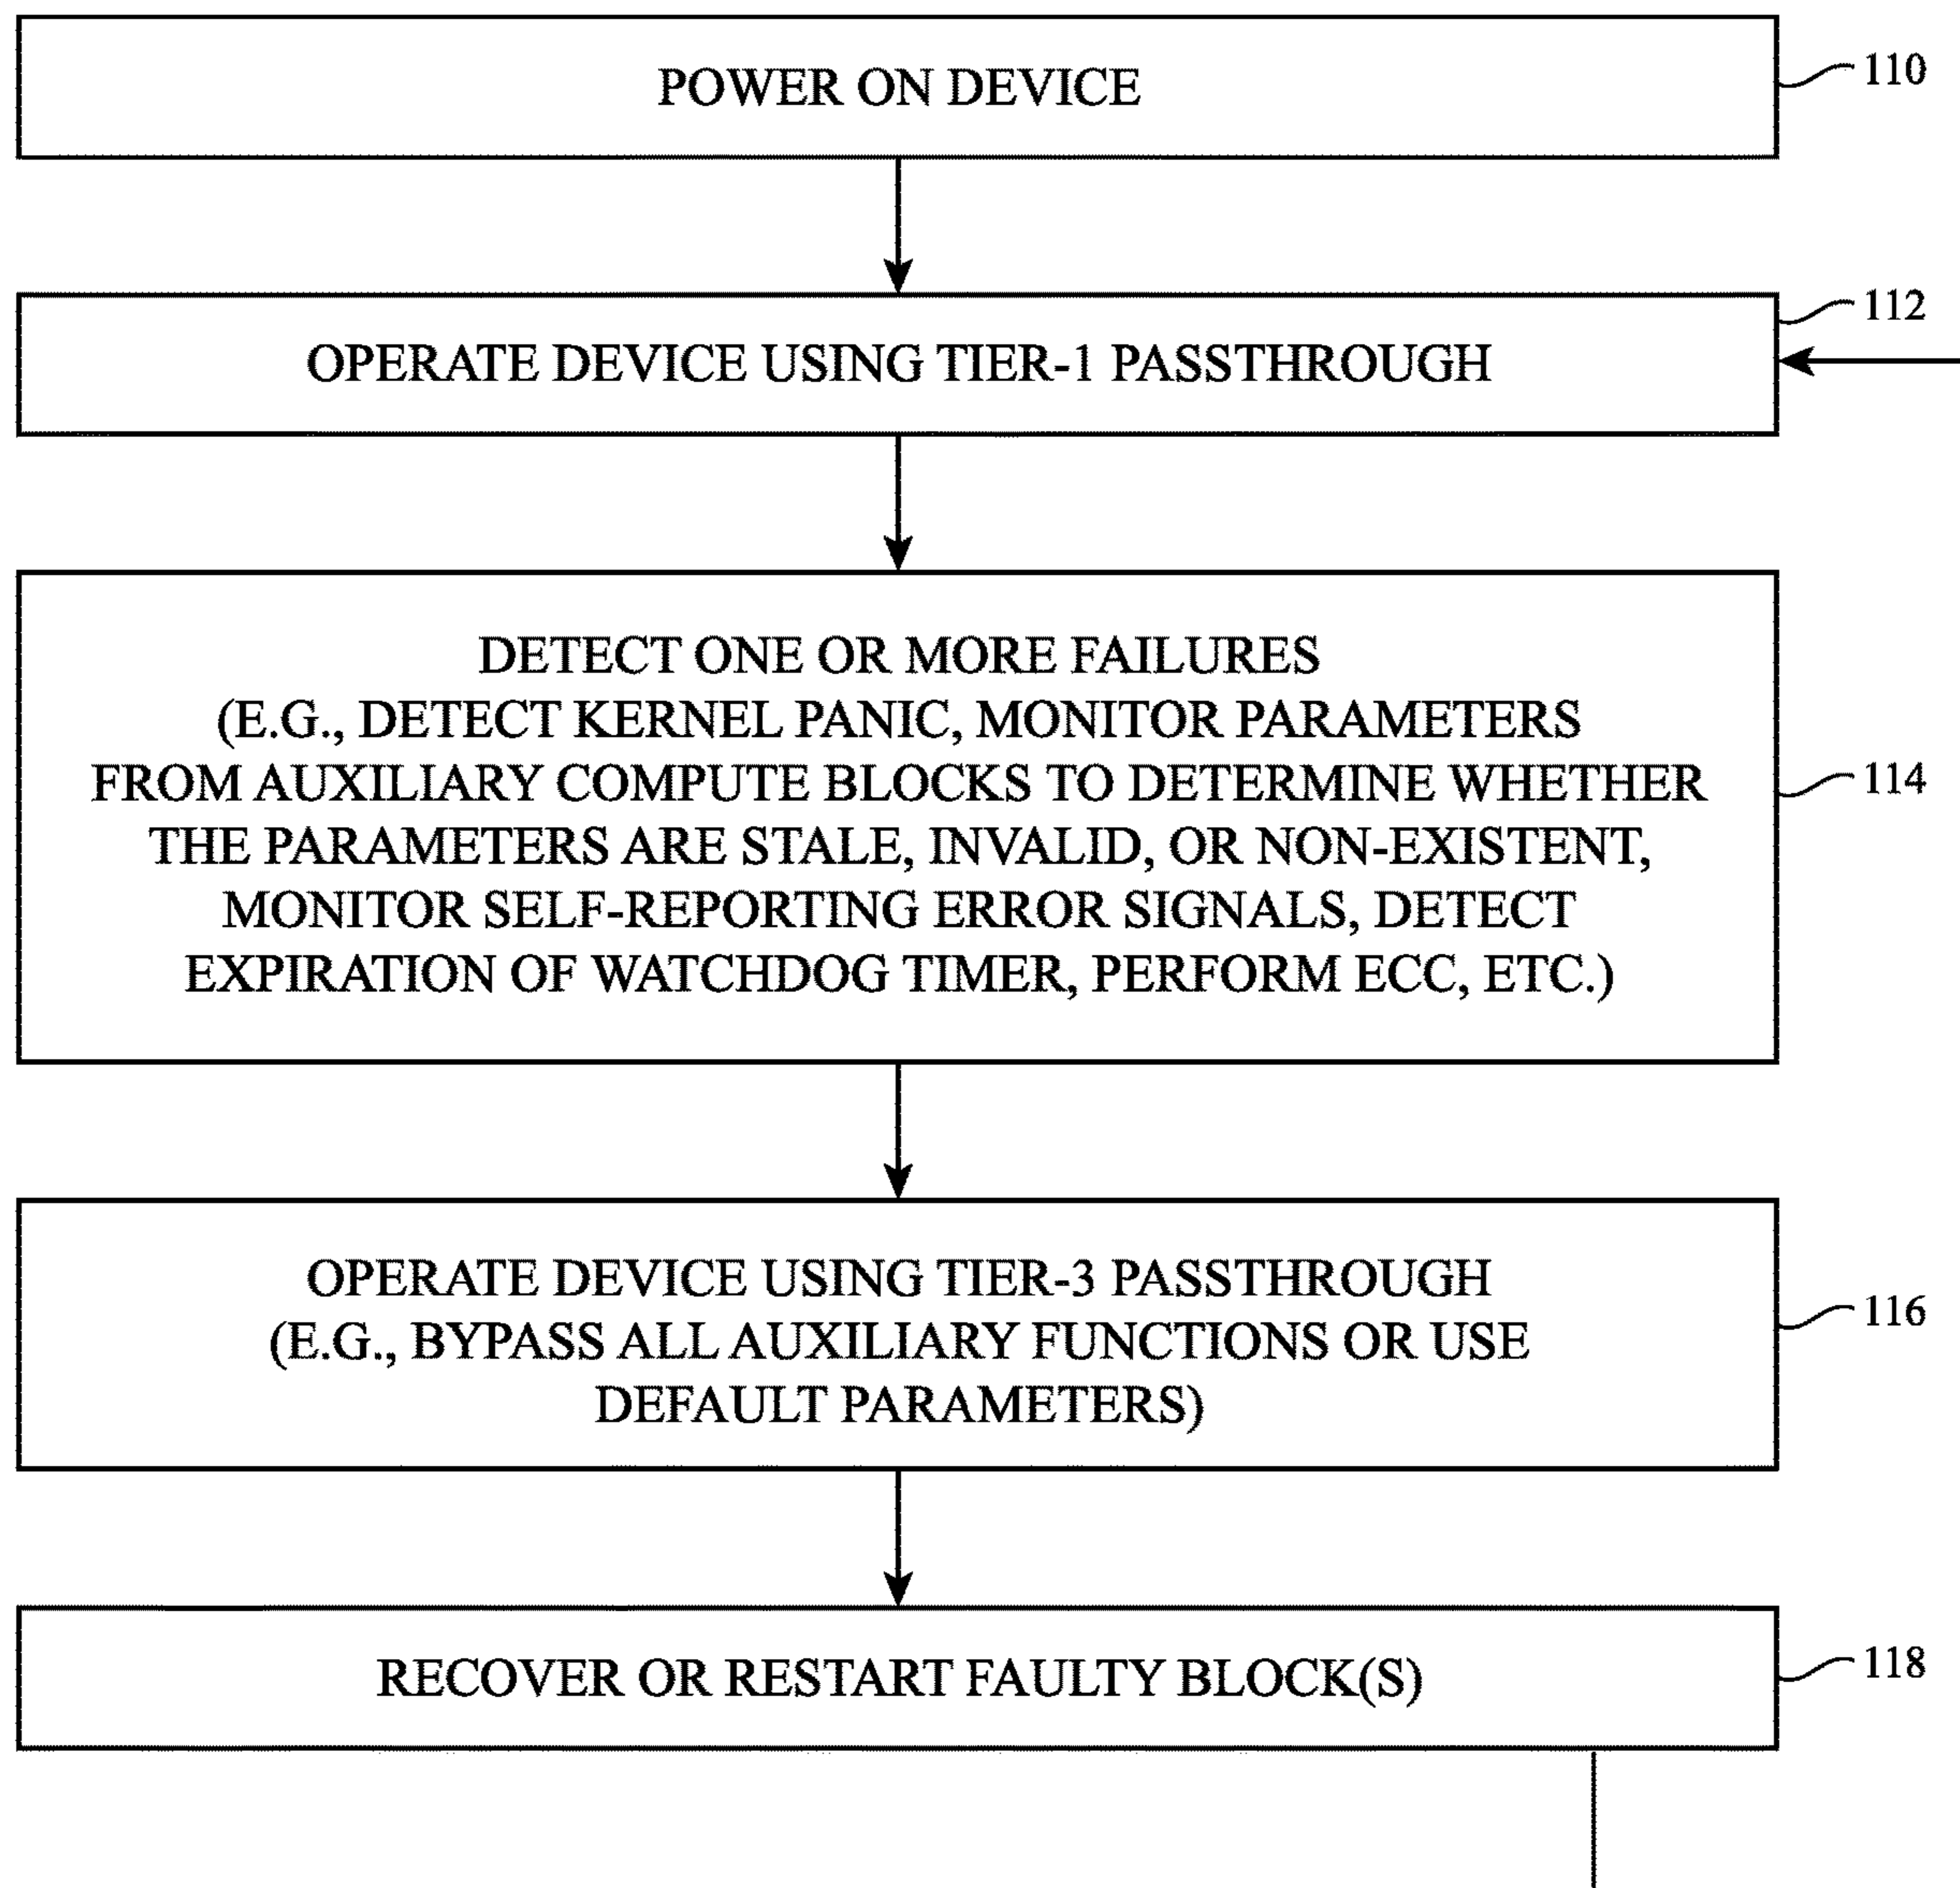 POWER ON DEVICE
110
OPERATE DEVICE USING TIER-1 PASSTHROUGH
112
DETECT ONE OR MORE FAILURES
(E.G., DETECT KERNEL PANIC, MONITOR PARAMETERS
FROM AUXILIARY COMPUTE BLOCKS TO DETERMINE WHETHER
THE PARAMETERS ARE STALE, INVALID, OR NON-EXISTENT,
MONITOR SELF-REPORTING ERROR SIGNALS, DETECT
EXPIRATION OF WATCHDOG TIMER, PERFORM ECC, ETC.)
114
OPERATE DEVICE USING TIER-3 PASSTHROUGH
(E.G., BYPASS ALL AUXILIARY FUNCTIONS OR USE
DEFAULT PARAMETERS)
116
RECOVER OR RESTART FAULTY BLOCK(S)
118